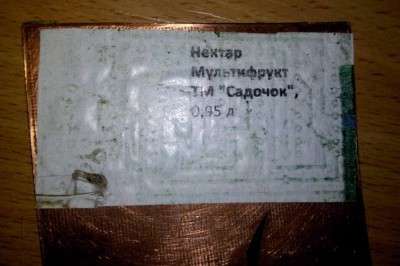 Нектар
Мультифрукт
ТМ "Садочок",
0,95 л